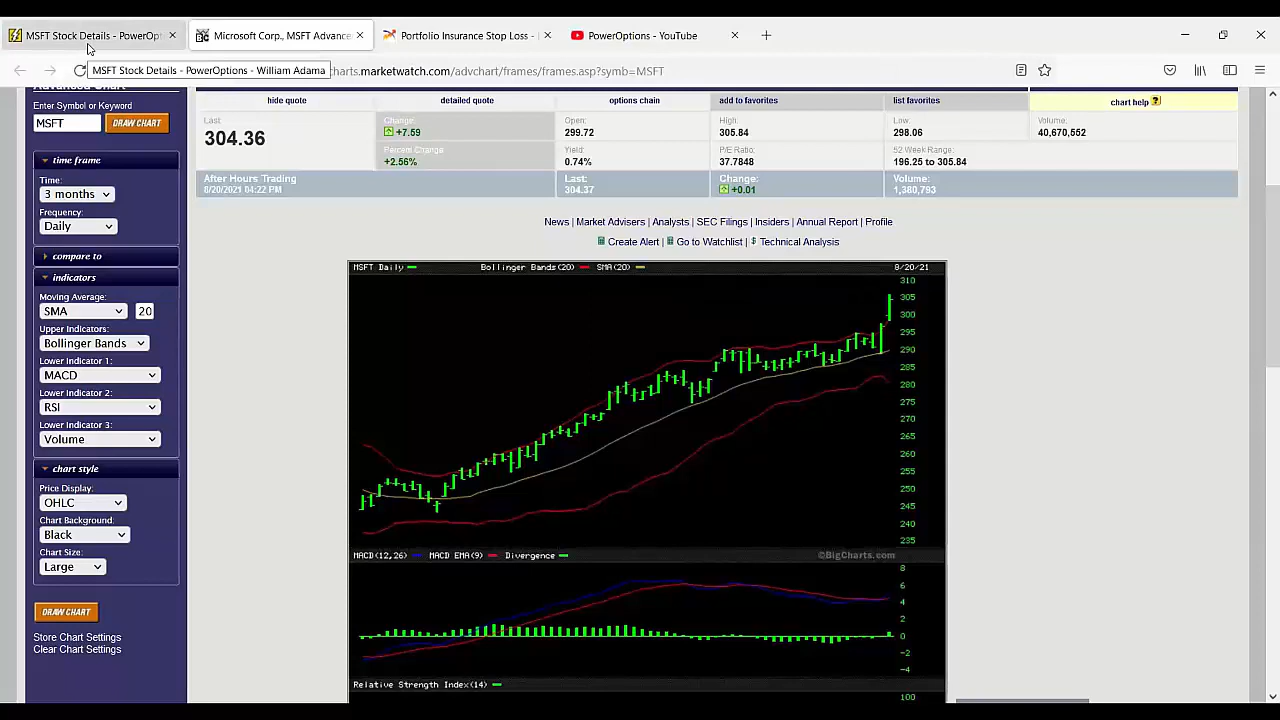 MSFT Stock Details - PowerOpt
Microsoft Corp., MSFT Advance
Portfolio Insurance Stop Loss -
PowerOptions - YouTube
MSFT Stock Details - PowerOptions - William Adama
charts.marketwatch.com/advchart/frames/frames.asp?symb=MSFT
Advanced Chart
Enter Symbol or Keyword
MSFT
DRAW CHART
time frame
Time:
3 months
Frequency:
Daily
compare to
indicators
Moving Average:
SMA
20
Upper Indicators:
Bollinger Bands
Lower Indicator 1:
MACD
Lower Indicator 2:
RSI
Lower Indicator 3:
Volume
chart style
Price Display:
OHLC
Chart Background:
Black
Chart Size:
Large
DRAW CHART
Store Chart Settings
Clear Chart Settings
hide quote
detailed quote
options chain
add to favorites
list favorites
chart help ?
Last:
304.36
Change:
+7.59
Percent Change
+2.56%
Open:
299.72
Yield:
0.74%
High:
305.84
P/E Ratio:
37.7848
Low:
298.06
52 Week Range:
196.25 to 305.84
Volume:
40,670,552
After Hours Trading
8/20/2021 04:22 PM
Last:
304.37
Change:
+0.01
Volume:
1,380,793
News | Market Advisers | Analysts | SEC Filings | Insiders | Annual Report | Profile
Create Alert | Go to Watchlist | $ Technical Analysis
MSFT Daily
Bollinger Bands(20)
SMA(20)
8/20/21
310
305
300
295
290
285
280
270
265
260
255
250
245
240
235
MACD(12,26)
MACD EMA(9)
Divergence
©BigCharts.com
8
6
4
2
0
-2
-4
Relative Strength Index(14)
100